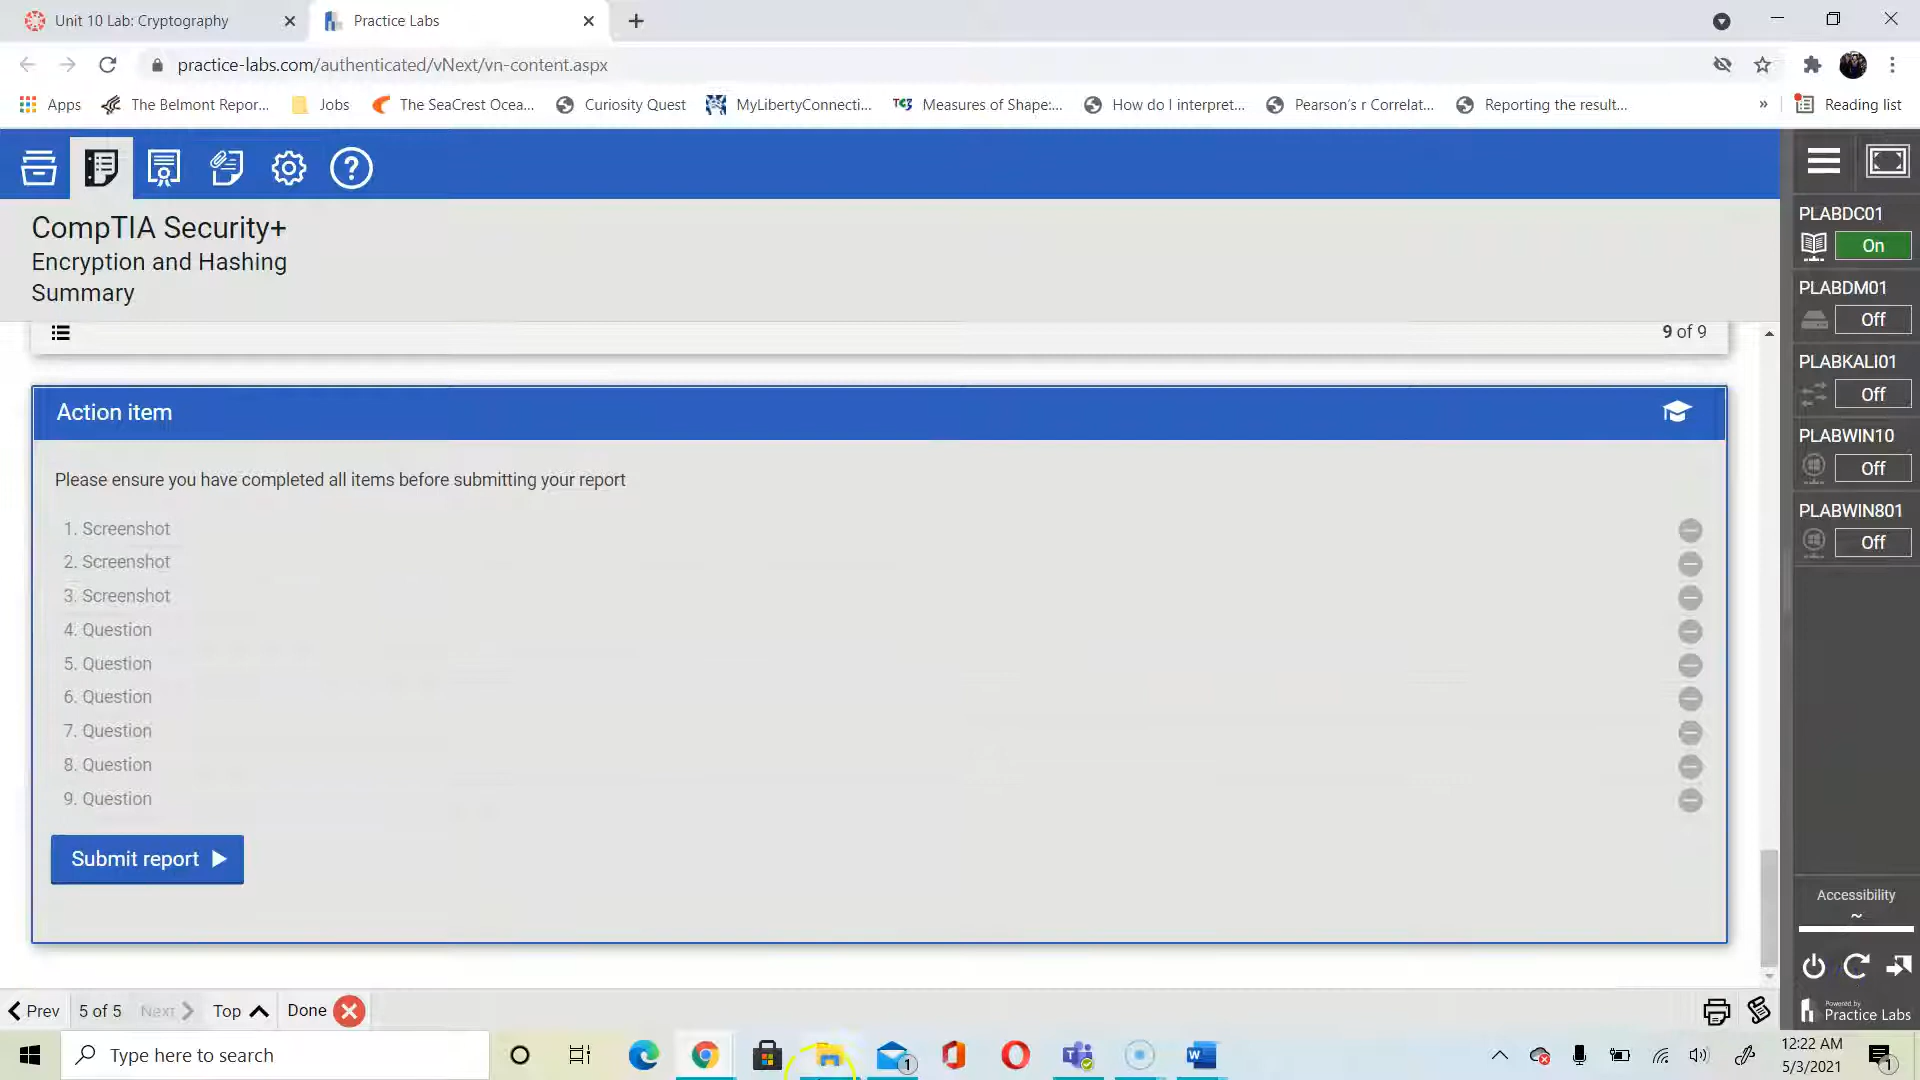 Unit 10 Lab: Cryptography
Practice Labs
practice-labs.com/authenticated/vNext/vn-content.aspx
Apps
The Belmont Repor...
Jobs
The SeaCrest Ocea...
Curiosity Quest
MyLibertyConnecti...
Measures of Shape:...
How do I interpret...
Pearson's r Correlat...
Reporting the result...
»
Reading list
CompTIA Security+
Encryption and Hashing
Summary
9 of 9
Action item
Please ensure you have completed all items before submitting your report
1. Screenshot
2. Screenshot
3. Screenshot
4. Question
5. Question
6. Question
7. Question
8. Question
9. Question
Submit report
PLABDC01
On
PLABDM01
Off
PLABKALI01
Off
PLABWIN10
Off
PLABWIN801
Off
Accessibility
~
Powered by
Practice Labs
Prev
5 of 5
Next
Top
Done
Type here to search
1
12:22 AM
5/3/2021
1